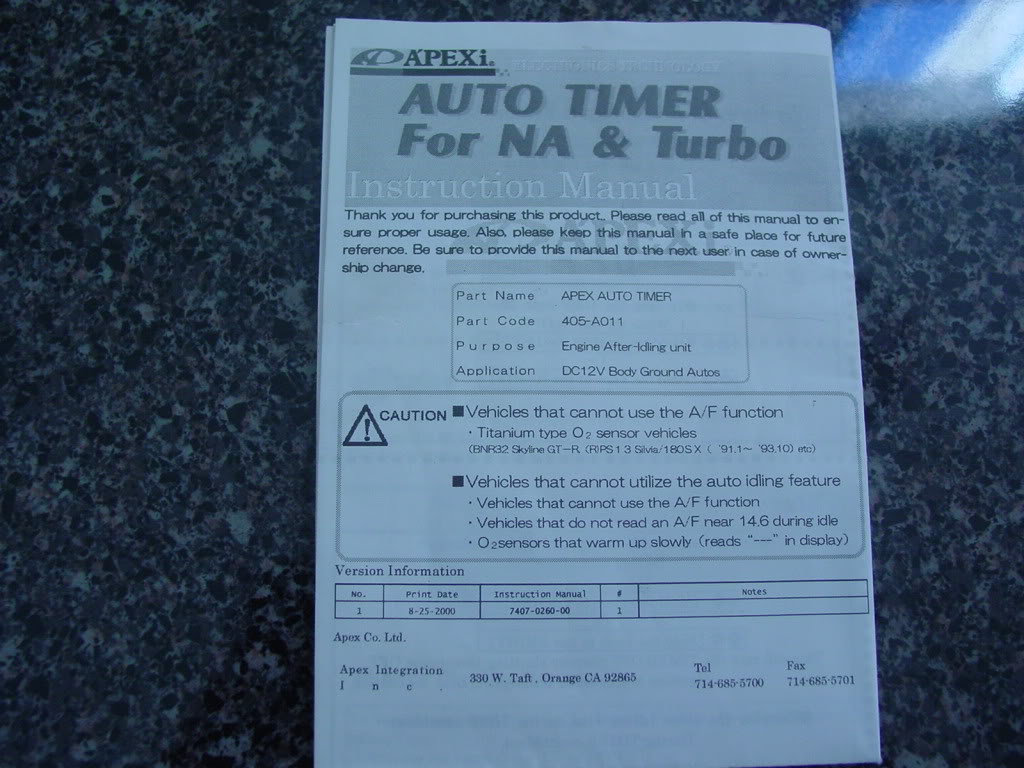 APEXi®
ELECTRONICS TECHNOLOGY
AUTO TIMER
For NA & Turbo
Instruction Manual
Thank you for purchasing this product. Please read all of this manual to en-
sure proper usage. Also, please keep this manual in a safe place for future
reference. Be sure to provide this manual to the next user in case of owner-
ship change.
Part Name APEX AUTO TIMER
Part Code 405-A011
Purpose Engine After-Idling unit
Application DC12V Body Ground Autos
CAUTION ■Vehicles that cannot use the A/F function
・Titanium type O₂ sensor vehicles
(BNR32 Skyline GT-R, (R)PS13 Silvia/180SX ( '91.1~ '93.10) etc)
■Vehicles that cannot utilize the auto idling feature
・Vehicles that cannot use the A/F function
・Vehicles that do not read an A/F near 14.6 during idle
・O₂sensors that warm up slowly (reads "---" in display)
Version Information
No. Print Date Instruction Manual # Notes
1 8-25-2000 7407-0260-00 1
Apex Co. Ltd.
Apex Integration
Inc. 330 W. Taft . Orange CA 92865
Tel Fax
714-685-5700 714-685-5701